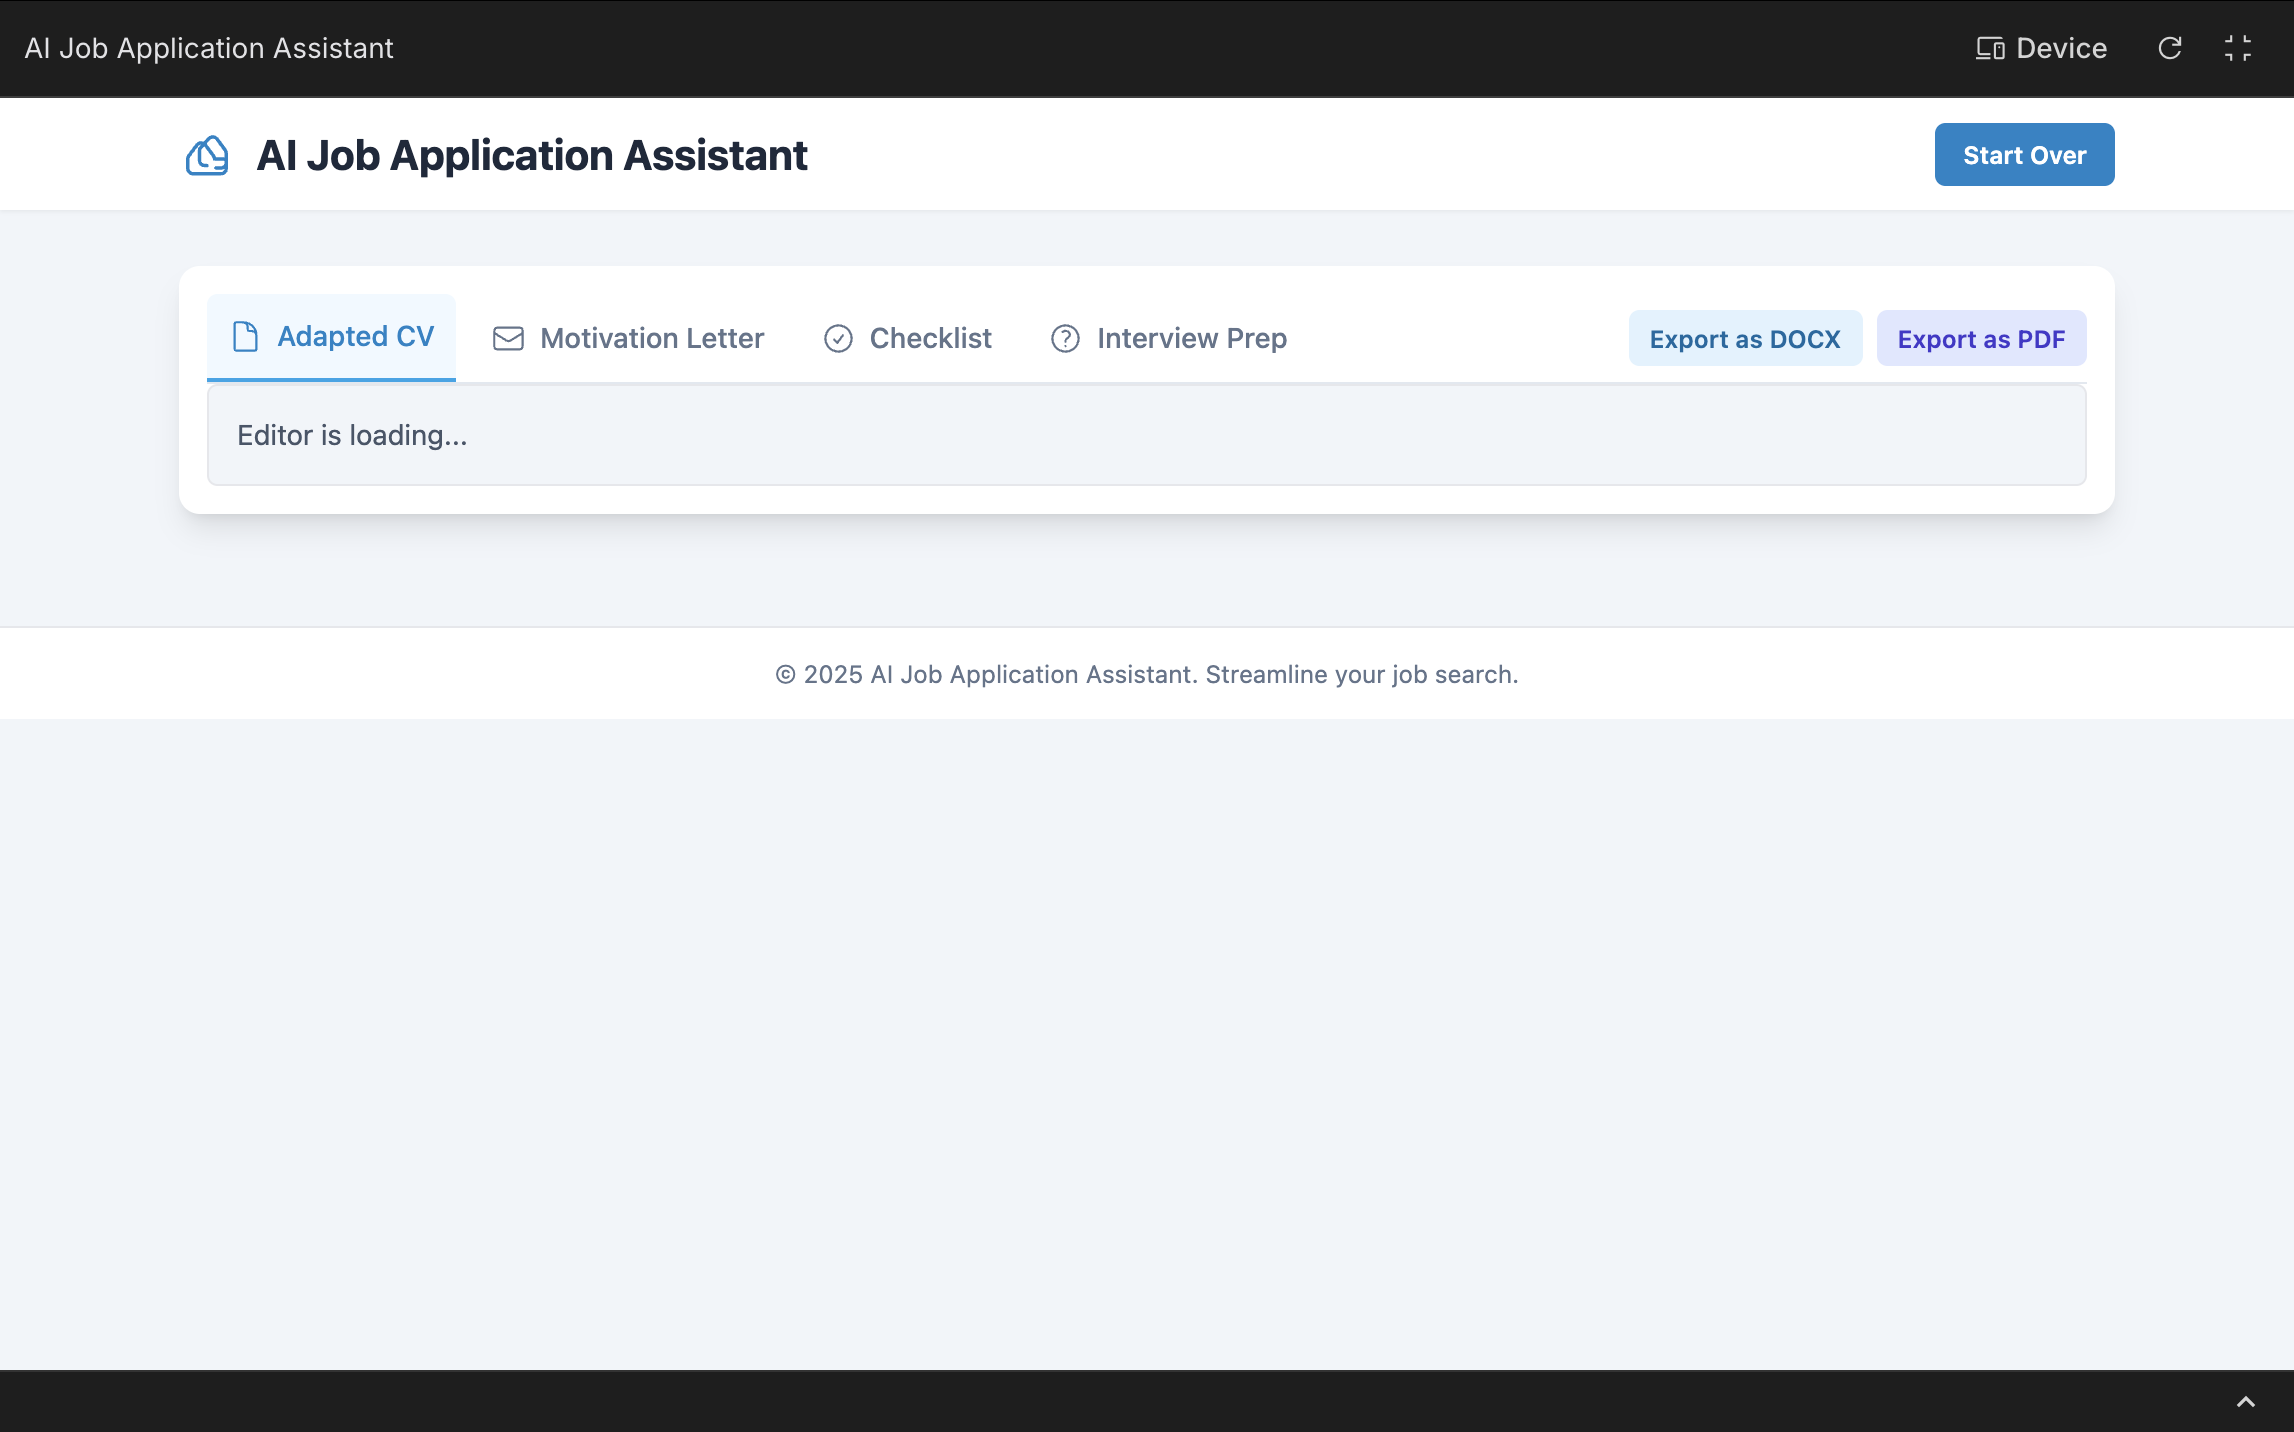 AI Job Application Assistant
Device
AI Job Application Assistant
Start Over
Adapted CV
Motivation Letter
Checklist
Interview Prep
Export as DOCX
Export as PDF
Editor is loading...
© 2025 AI Job Application Assistant. Streamline your job search.